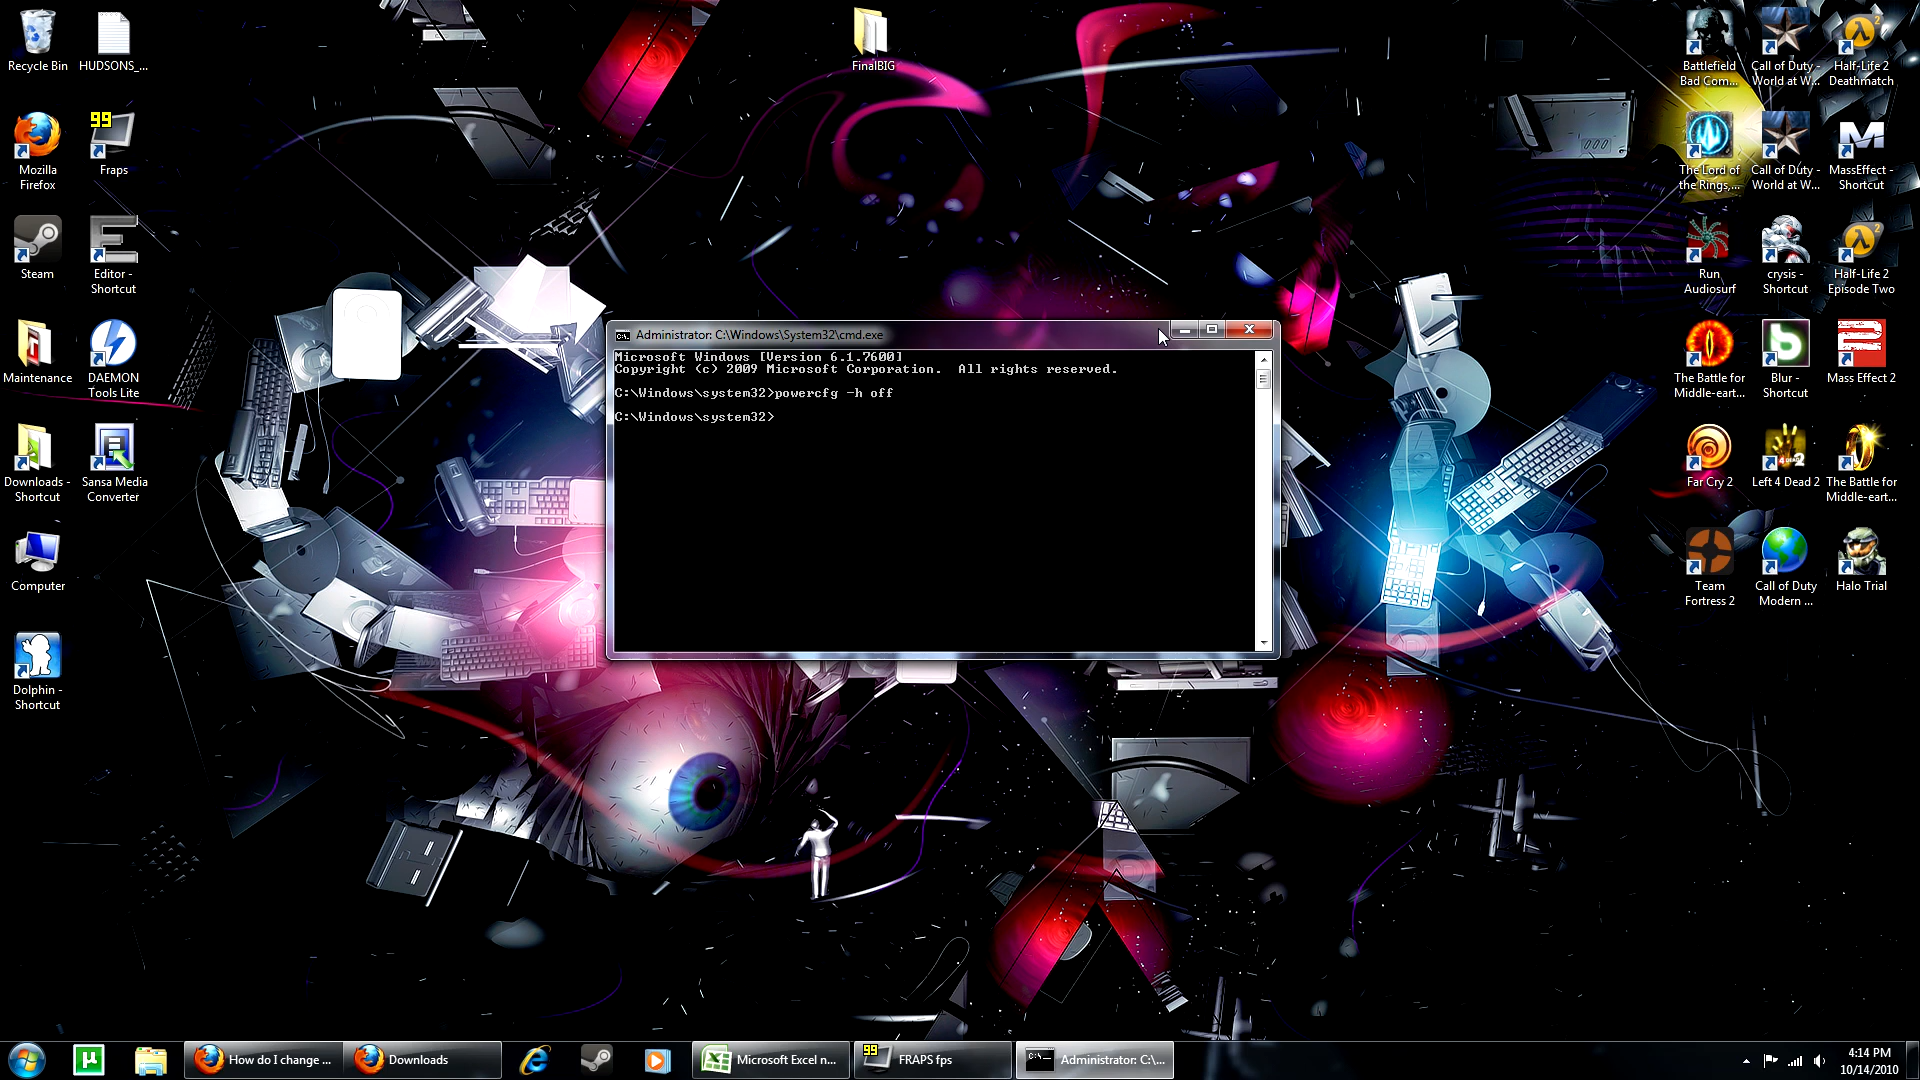 Recycle Bin
HUDSONS_...
Mozilla
Firefox
99
Fraps
Steam
Editor -
Shortcut
Maintenance
DAEMON
Tools Lite
Downloads -
Shortcut
Sansa Media
Converter
Computer
Dolphin -
Shortcut
FinalBIG
Battlefield
Bad Com...
Call of Duty -
World at W...
Half-Life 2
Deathmatch
The Lord of
the Rings,...
Call of Duty -
World at W...
MassEffect -
Shortcut
Run
Audiosurf
crysis -
Shortcut
Half-Life 2
Episode Two
The Battle for
Middle-eart...
Blur -
Shortcut
Mass Effect 2
Far Cry 2
Left 4 Dead 2
The Battle for
Middle-eart...
Team
Fortress 2
Call of Duty
Modern ...
Halo Trial
Administrator: C:\Windows\System32\cmd.exe
Microsoft Windows [Version 6.1.7600]
Copyright (c) 2009 Microsoft Corporation.  All rights reserved.
C:\Windows\system32>powercfg -h off
C:\Windows\system32>
How do I change ...
Downloads
Microsoft Excel n...
99
FRAPS fps
Administrator: C:\...
4:14 PM
10/14/2010